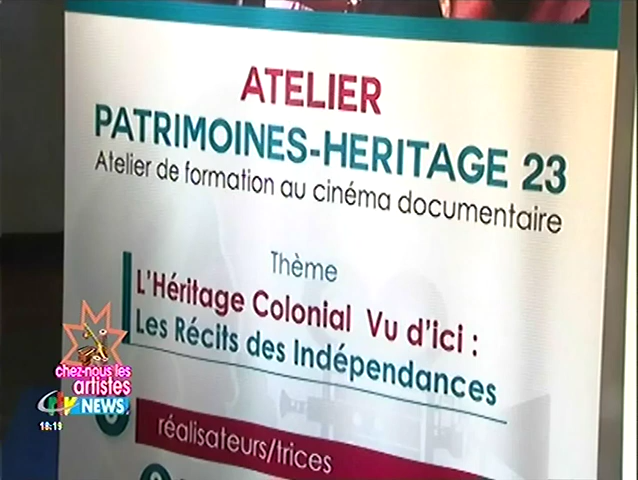 ATELIER
PATRIMOINES-HERITAGE 23
Atelier de formation au cinéma documentaire
Thème
L'Héritage Colonial Vu d'ici :
Les Récits des Indépendances
réalisateurs/trices
chez-nous les
artistes
NEWS
18:19